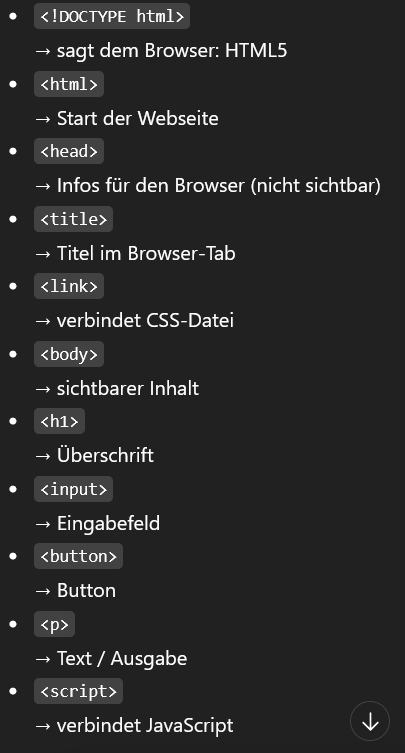 • <!DOCTYPE html>
→ sagt dem Browser: HTML5
• <html>
→ Start der Webseite
• <head>
→ Infos für den Browser (nicht sichtbar)
• <title>
→ Titel im Browser-Tab
• <link>
→ verbindet CSS-Datei
• <body>
→ sichtbarer Inhalt
• <h1>
→ Überschrift
• <input>
→ Eingabefeld
• <button>
→ Button
• <p>
→ Text / Ausgabe
• <script>
→ verbindet JavaScript